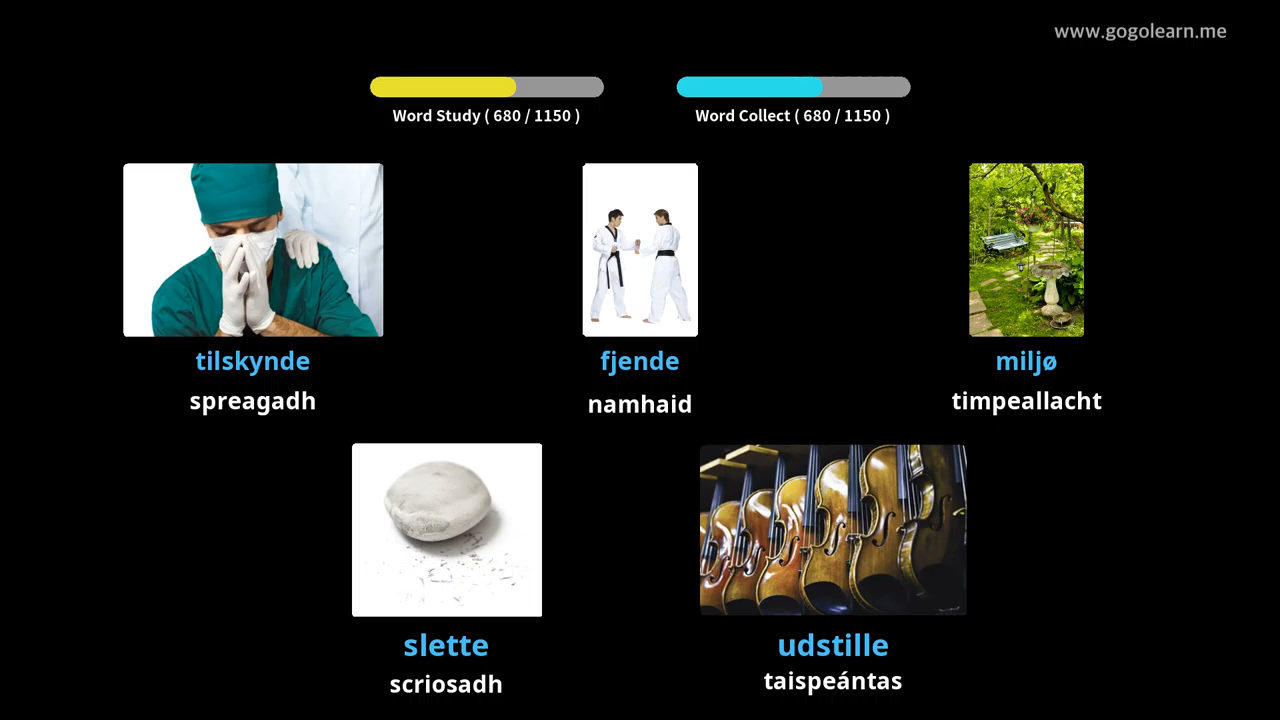 www.gogolearn.me
Word Study ( 680 / 1150 )
Word Collect ( 680 / 1150 )
tilskynde
spreagadh
fjende
namhaid
miljø
timpeallacht
slette
scriosadh
udstille
taispeántas